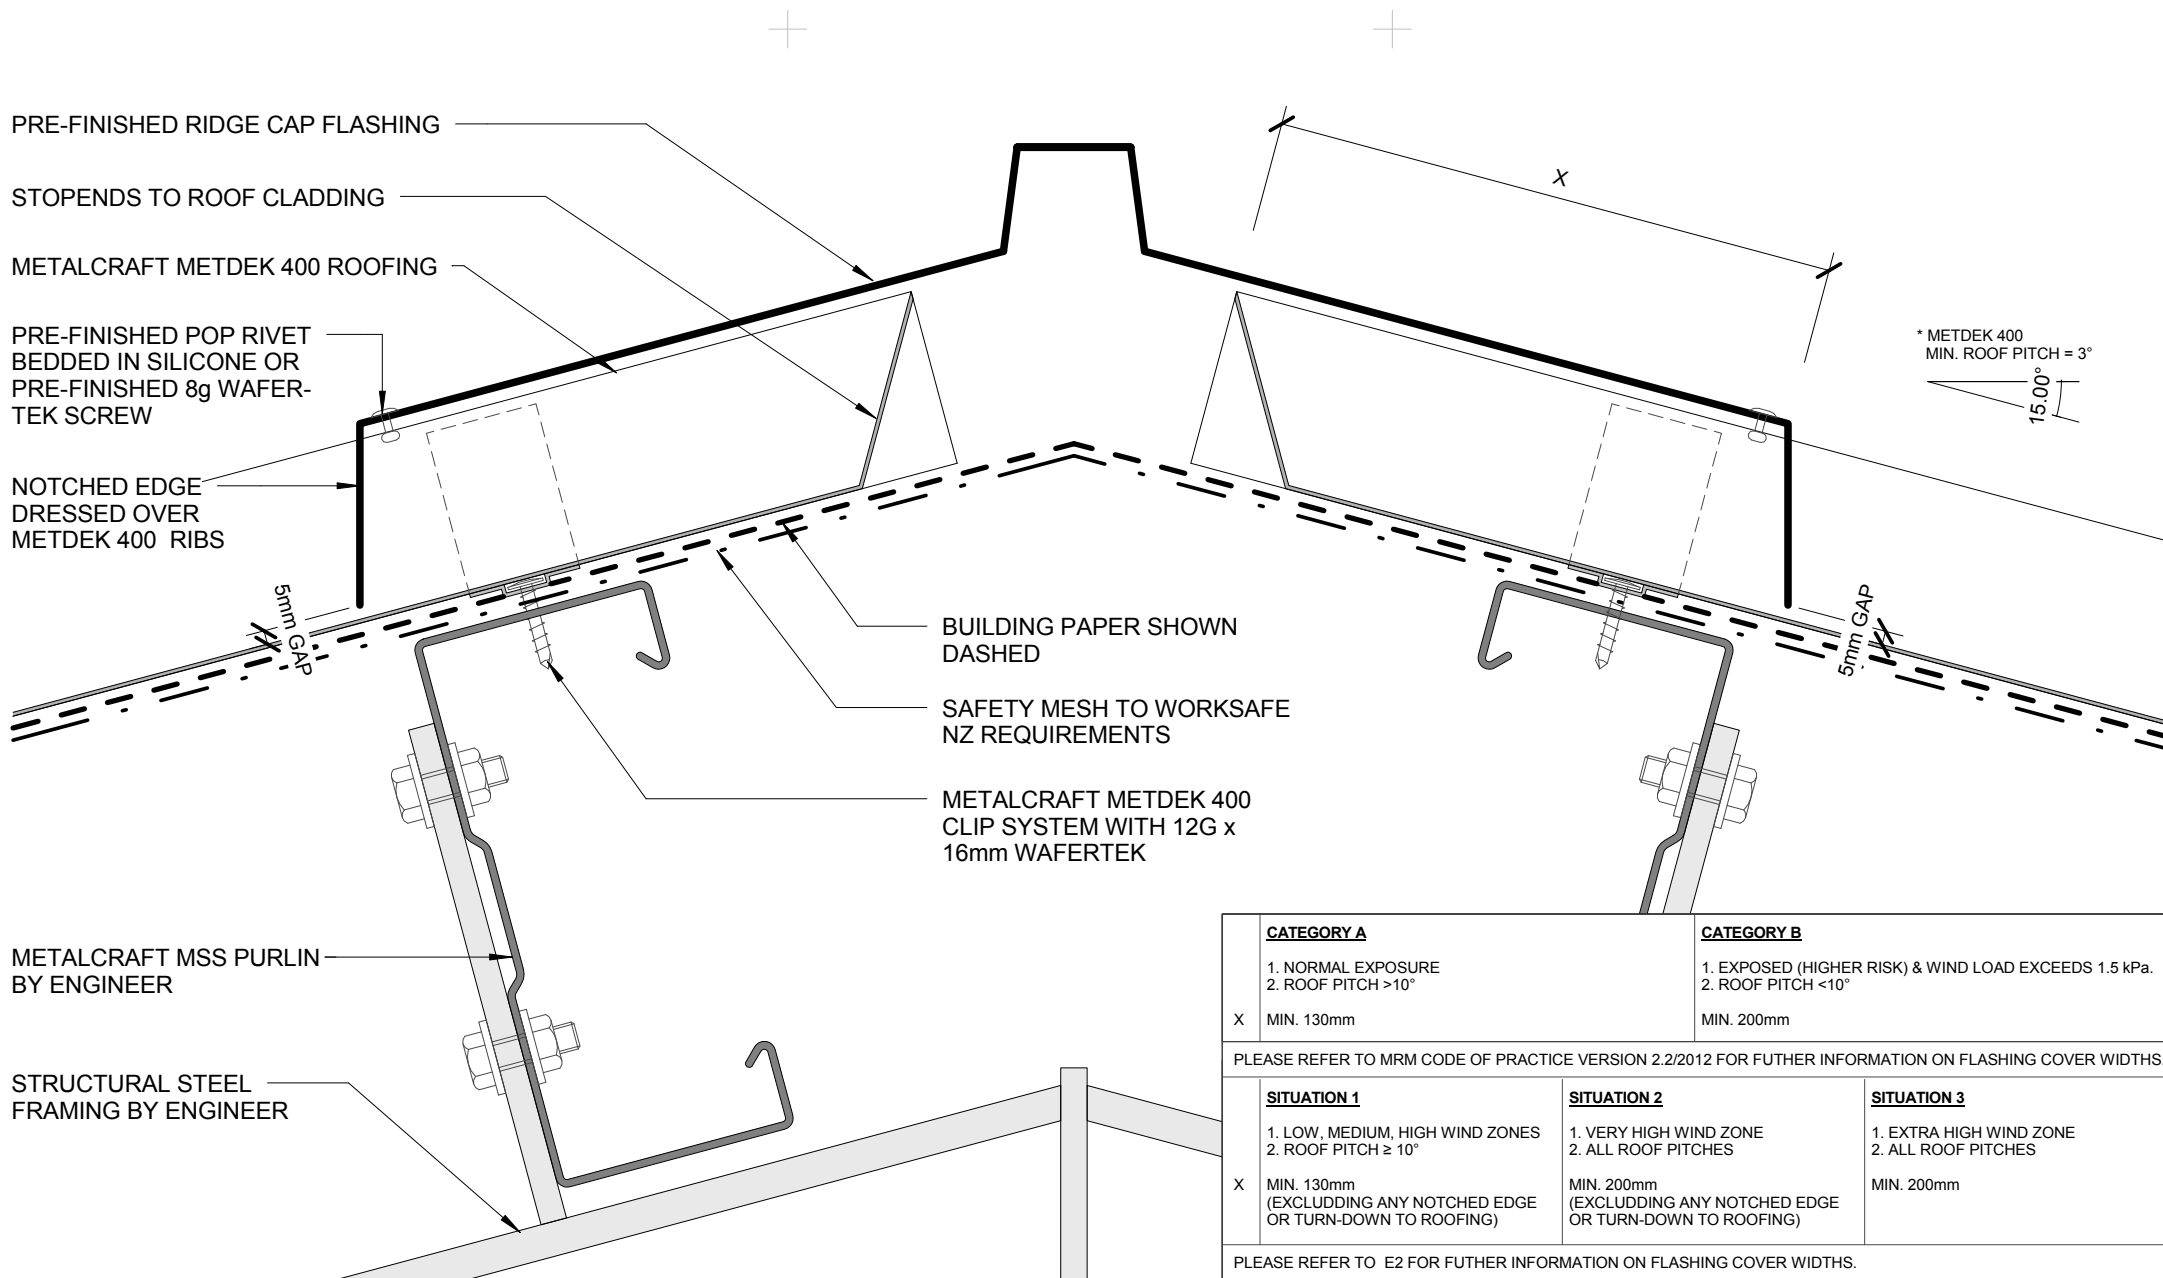 PRE-FINISHED RIDGE CAP FLASHING
STOPENDS TO ROOF CLADDING
METALCRAFT METDEK 400 ROOFING
PRE-FINISHED POP RIVET
BEDDED IN SILICONE OR
PRE-FINISHED 8g WAFER-
TEK SCREW
NOTCHED EDGE
DRESSED OVER
METDEK 400 RIBS
5mm GAP
X
* METDEK 400
MIN. ROOF PITCH = 3°
15.00°
5mm GAP
BUILDING PAPER SHOWN
DASHED
SAFETY MESH TO WORKSAFE
NZ REQUIREMENTS
METALCRAFT METDEK 400
CLIP SYSTEM WITH 12G x
16mm WAFERTEK
METALCRAFT MSS PURLIN
BY ENGINEER
STRUCTURAL STEEL
FRAMING BY ENGINEER
CATEGORY A
1. NORMAL EXPOSURE
2. ROOF PITCH >10°
X MIN. 130mm
CATEGORY B
1. EXPOSED (HIGHER RISK) & WIND LOAD EXCEEDS 1.5 kPa.
2. ROOF PITCH <10°
MIN. 200mm
PLEASE REFER TO MRM CODE OF PRACTICE VERSION 2.2/2012 FOR FUTHER INFORMATION ON FLASHING COVER WIDTHS.
SITUATION 1
1. LOW, MEDIUM, HIGH WIND ZONES
2. ROOF PITCH ≥ 10°
X MIN. 130mm
(EXCLUDDING ANY NOTCHED EDGE
OR TURN-DOWN TO ROOFING)
SITUATION 2
1. VERY HIGH WIND ZONE
2. ALL ROOF PITCHES
MIN. 200mm
(EXCLUDDING ANY NOTCHED EDGE
OR TURN-DOWN TO ROOFING)
SITUATION 3
1. EXTRA HIGH WIND ZONE
2. ALL ROOF PITCHES
MIN. 200mm
PLEASE REFER TO E2 FOR FUTHER INFORMATION ON FLASHING COVER WIDTHS.